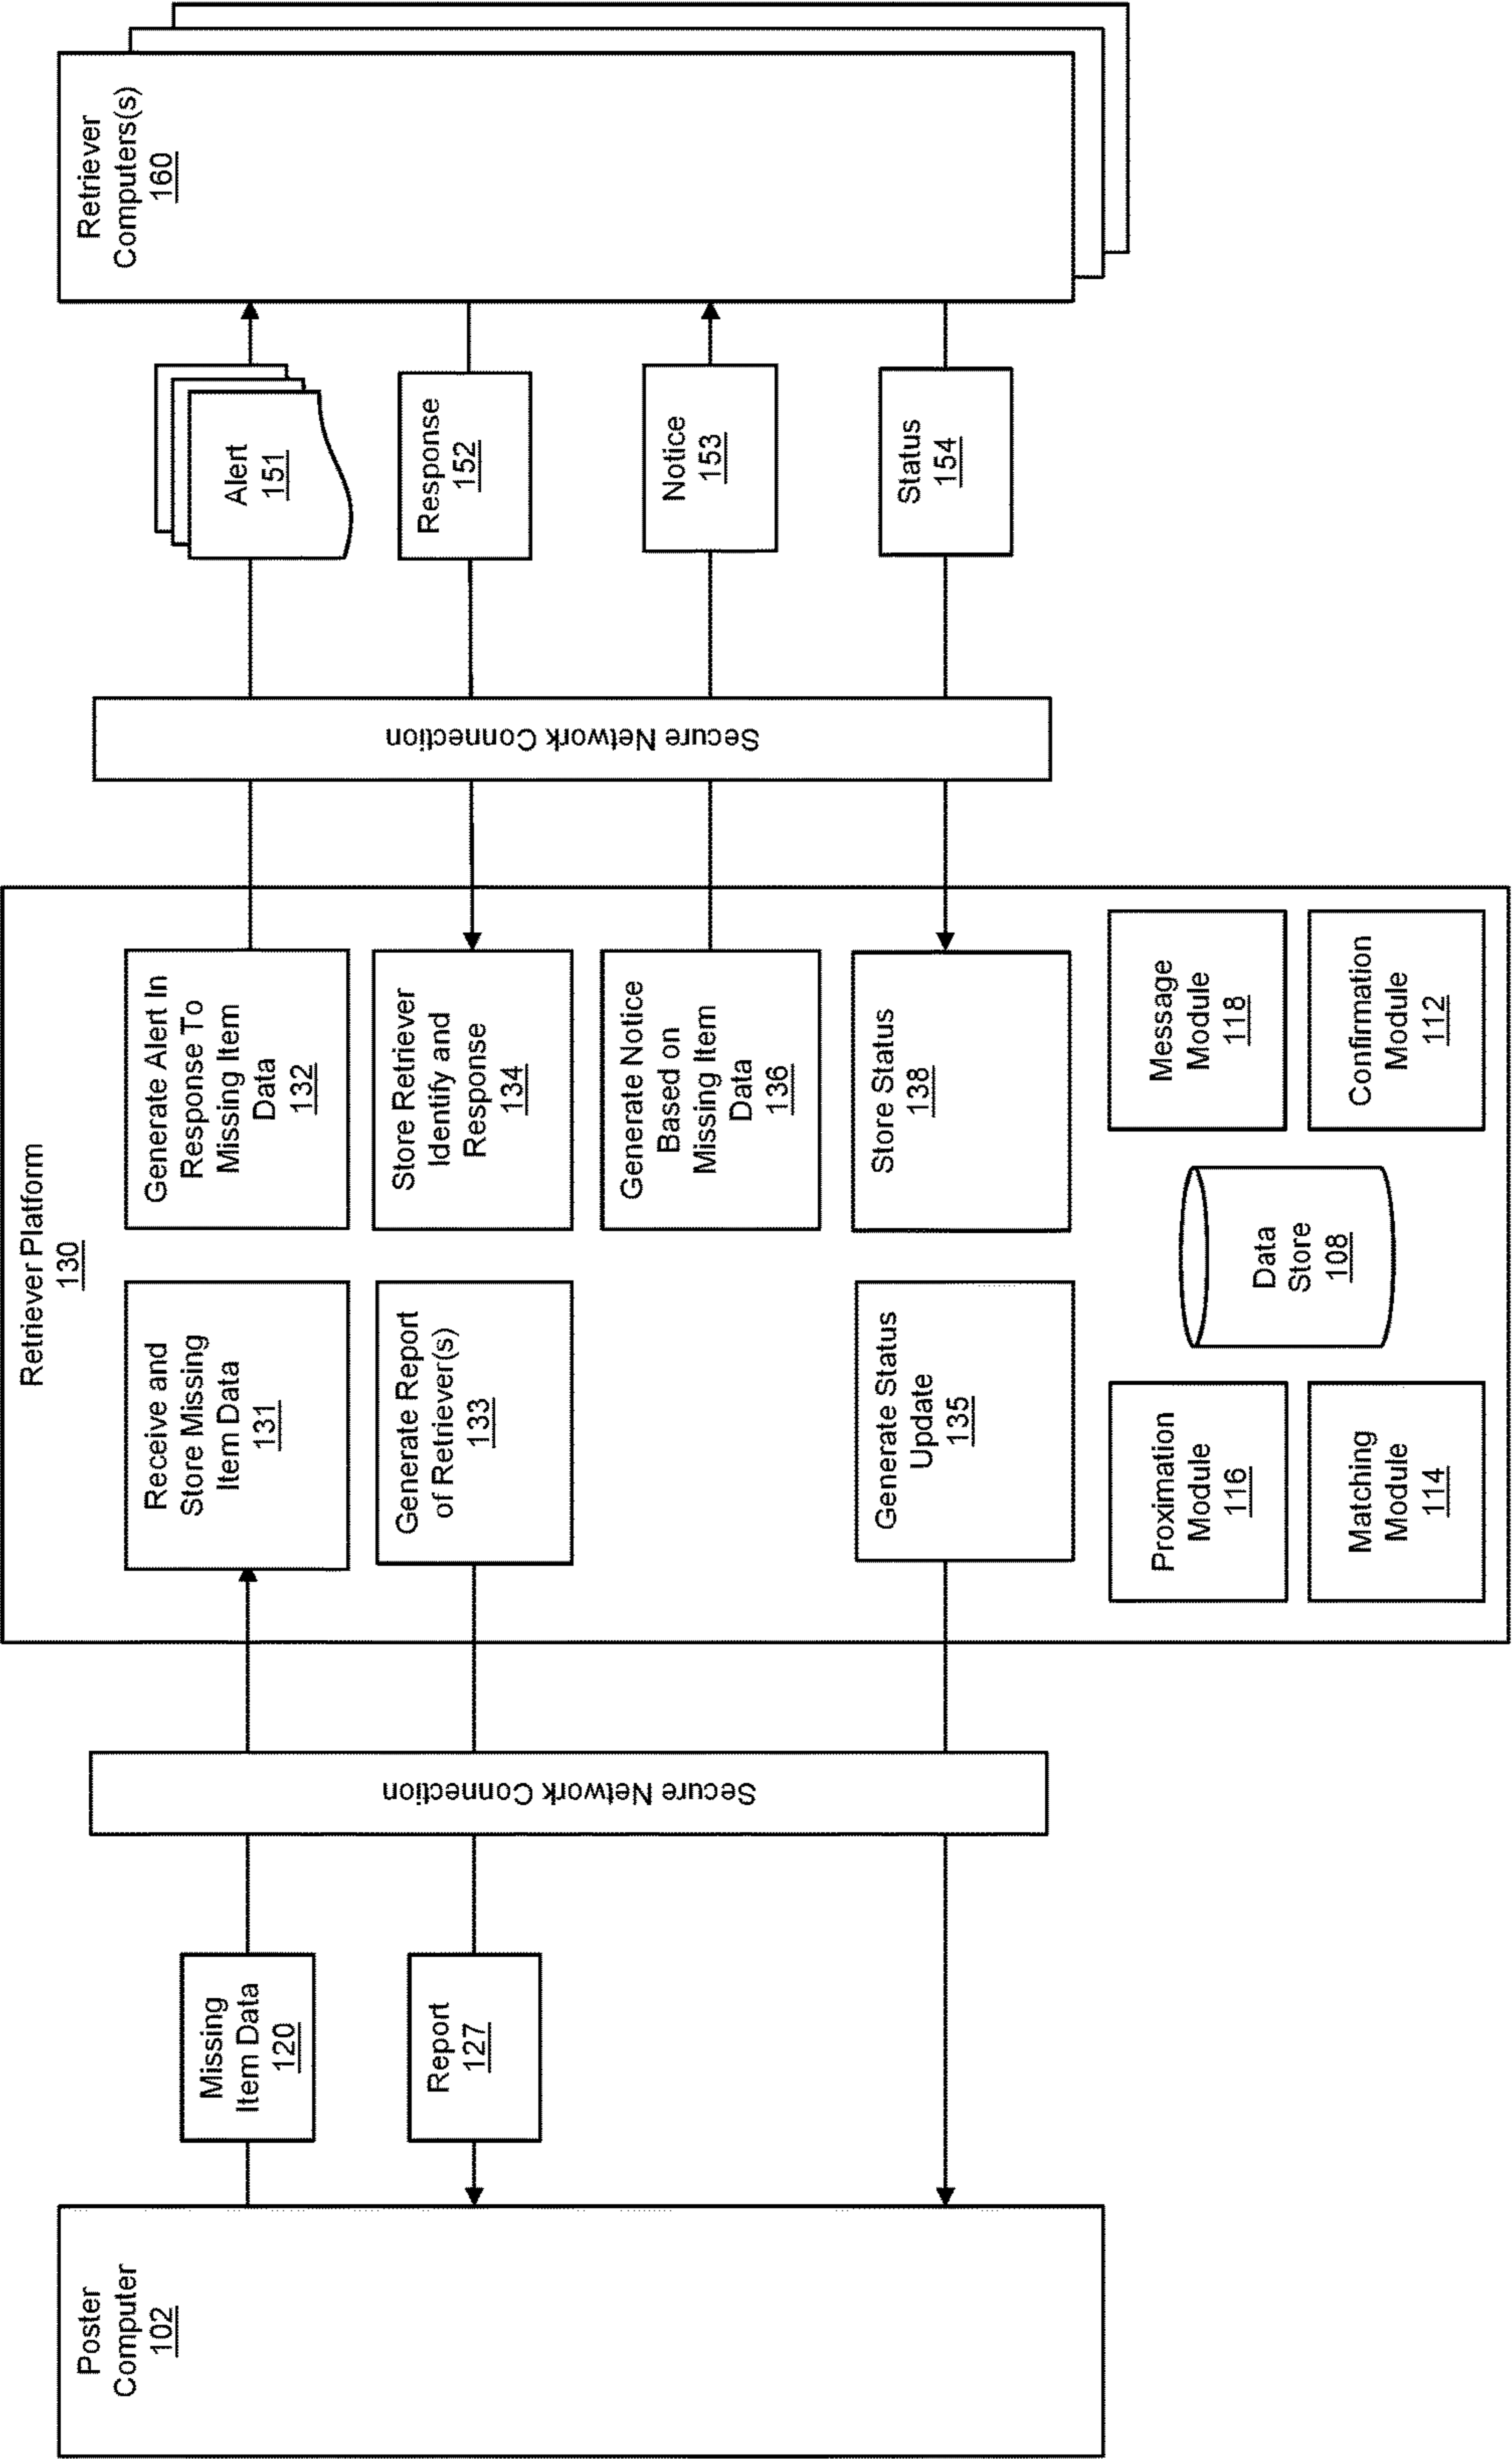 Poster
Computer
102
Missing
Item Data
120
Report
127
Secure Network Connection
Retriever Platform
130
Receive and
Store Missing
Item Data
131
Generate Alert In
Response To
Missing Item
Data
132
Generate Report
of Retriever(s)
133
Store Retriever
Identify and
Response
134
Generate Notice
Based on
Missing Item
Data
136
Generate Status
Update
135
Store Status
138
Proximation
Module
116
Matching
Module
114
Data
Store
108
Message
Module
118
Confirmation
Module
112
Secure Network Connection
Alert
151
Response
152
Notice
153
Status
154
Retriever
Computers(s)
160